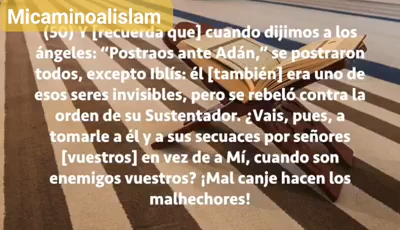 Micaminoalislam
(50) Y [recuerda que] cuando dijimos a los
ángeles: “Postraos ante Adán,” se postraron
todos, excepto Iblís: él [también] era uno de
esos seres invisibles, pero se rebeló contra la
orden de su Sustentador. ¿Vais, pues, a
tomarle a él y a sus secuaces por señores
[vuestros] en vez de a Mí, cuando son
enemigos vuestros? ¡Mal canje hacen los
malhechores!